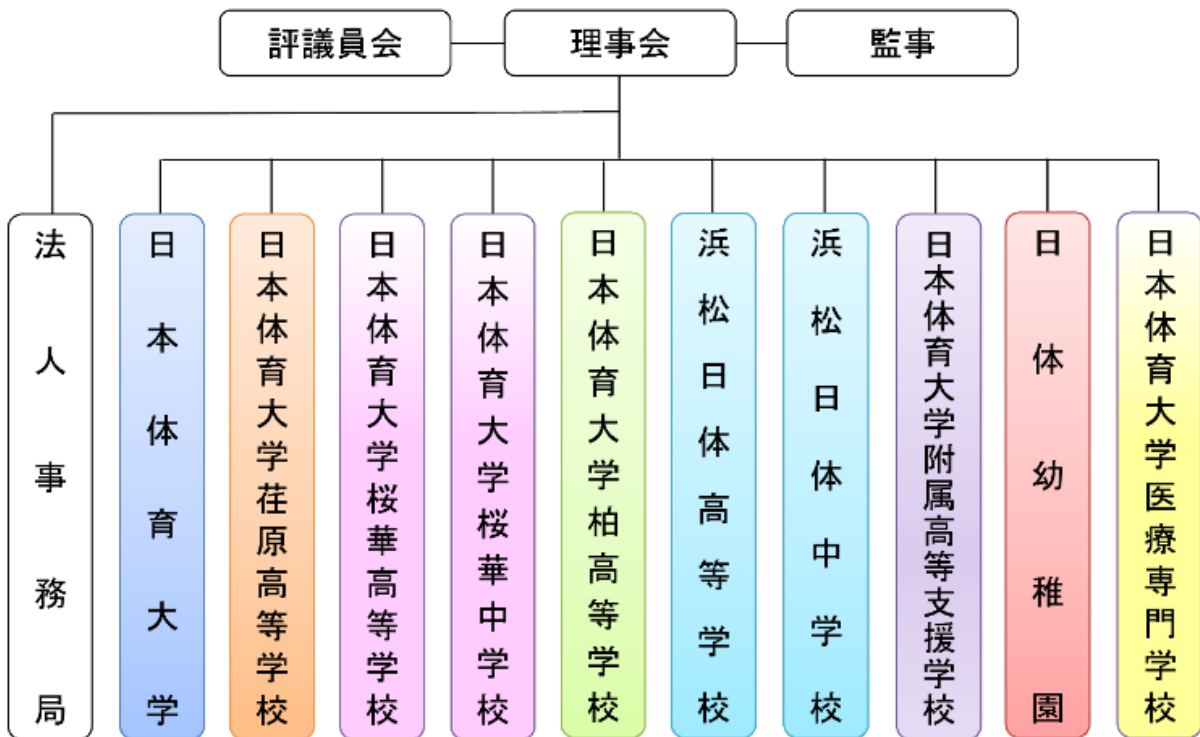 評議員会
理事会
監事
法人事務局
日本体育大学
日本体育大学荏原高等学校
日本体育大学桜華高等学校
日本体育大学桜華中学校
日本体育大学柏高等学校
浜松日体高等学校
浜松日体中学校
日本体育大学附属高等支援学校
日体幼稚園
日本体育大学医療専門学校